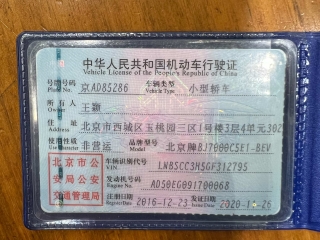 中华人民共和国机动车行驶证
Vehicle License of the People's Republic of China
号牌号码 Plate No. 京AD85286 车辆类型 Vehicle Type 小型轿车
所有人 Owner 王颖
住址 Address 北京市西城区玉桃园三区1号楼3层4单元302
使用性质 Use Character 非营运 品牌型号 Model 北京牌BJ7000C5E1-BEV
北京市公 车辆识别代号 VIN LNBSCC3H5GF312795
安局公安 发动机号码 Engine No. AD50EG091700068
交通管理局 注册日期 Register Date 2016-12-23 发证日期 Issue Date 2020-10-26